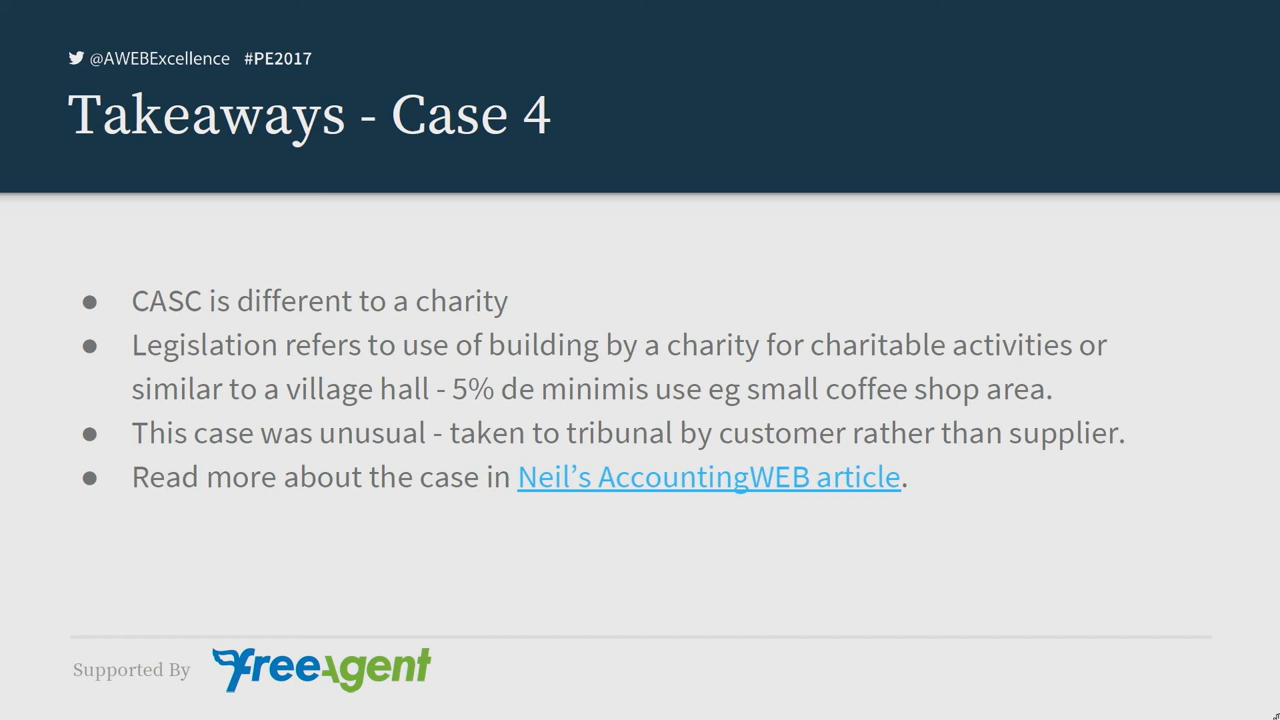 @AWEBExcellence #PE2017
Takeaways - Case 4
● CASC is different to a charity
● Legislation refers to use of building by a charity for charitable activities or
similar to a village hall - 5% de minimis use eg small coffee shop area.
● This case was unusual - taken to tribunal by customer rather than supplier.
● Read more about the case in Neil’s AccountingWEB article.
Supported By freeagent